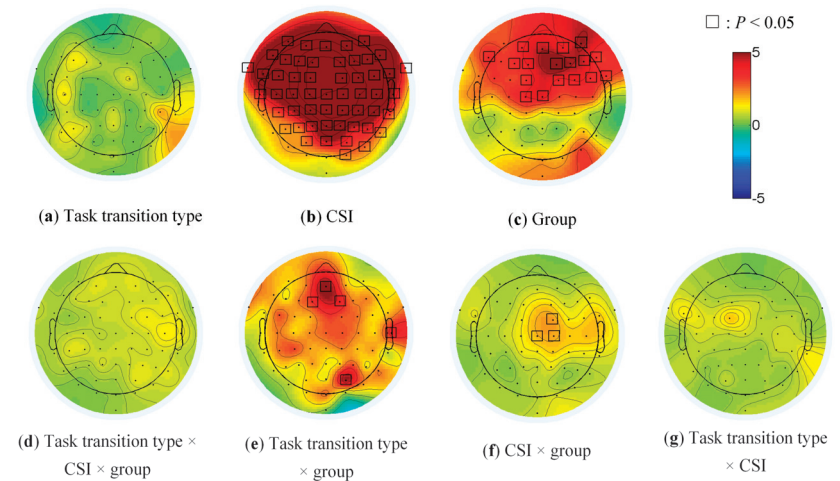 □ : P < 0.05
5
0
-5
(a) Task transition type
(b) CSI
(c) Group
(d) Task transition type ×
CSI × group
(e) Task transition type
× group
(f) CSI × group
(g) Task transition type
× CSI